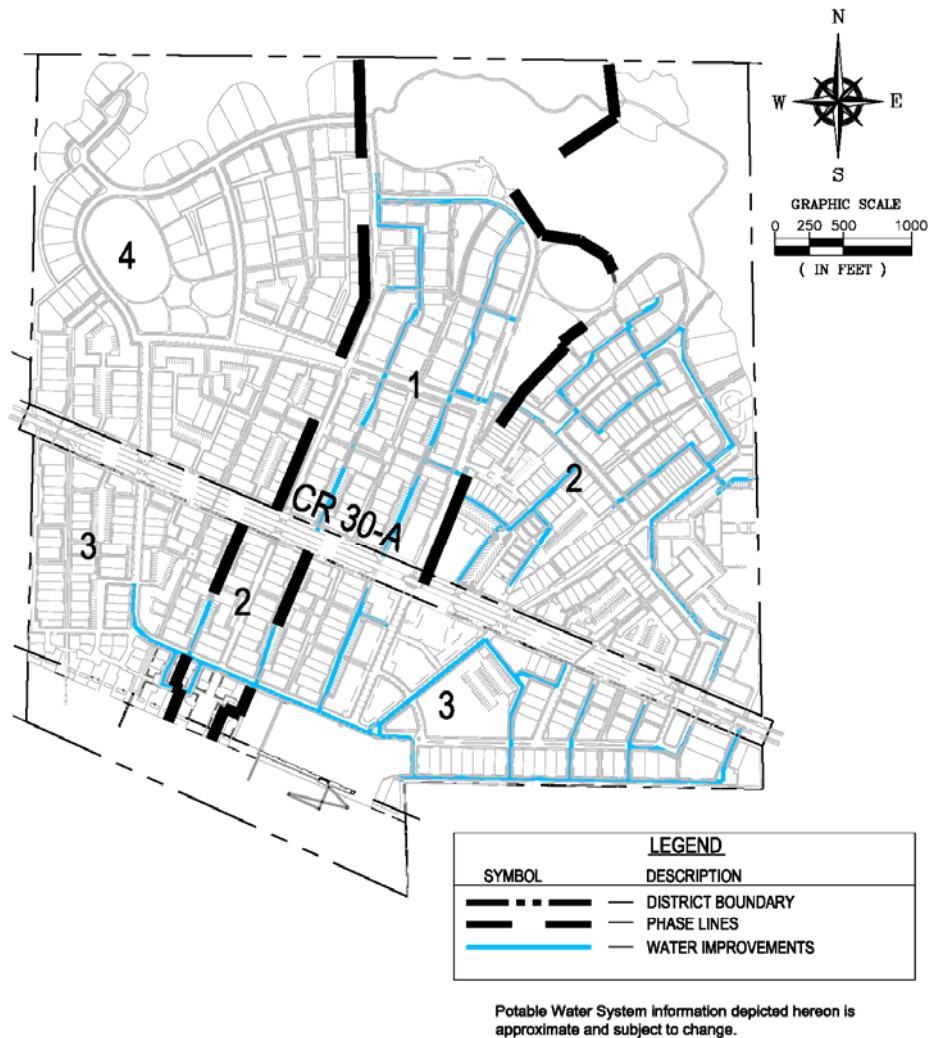 N
W E
S
GRAPHIC SCALE
0 250 500 1000
( IN FEET )
4
1
2
CR 30-A
3
2
3
LEGEND
SYMBOL DESCRIPTION
DISTRICT BOUNDARY
PHASE LINES
WATER IMPROVEMENTS
Potable Water System information depicted hereon is
approximate and subject to change.